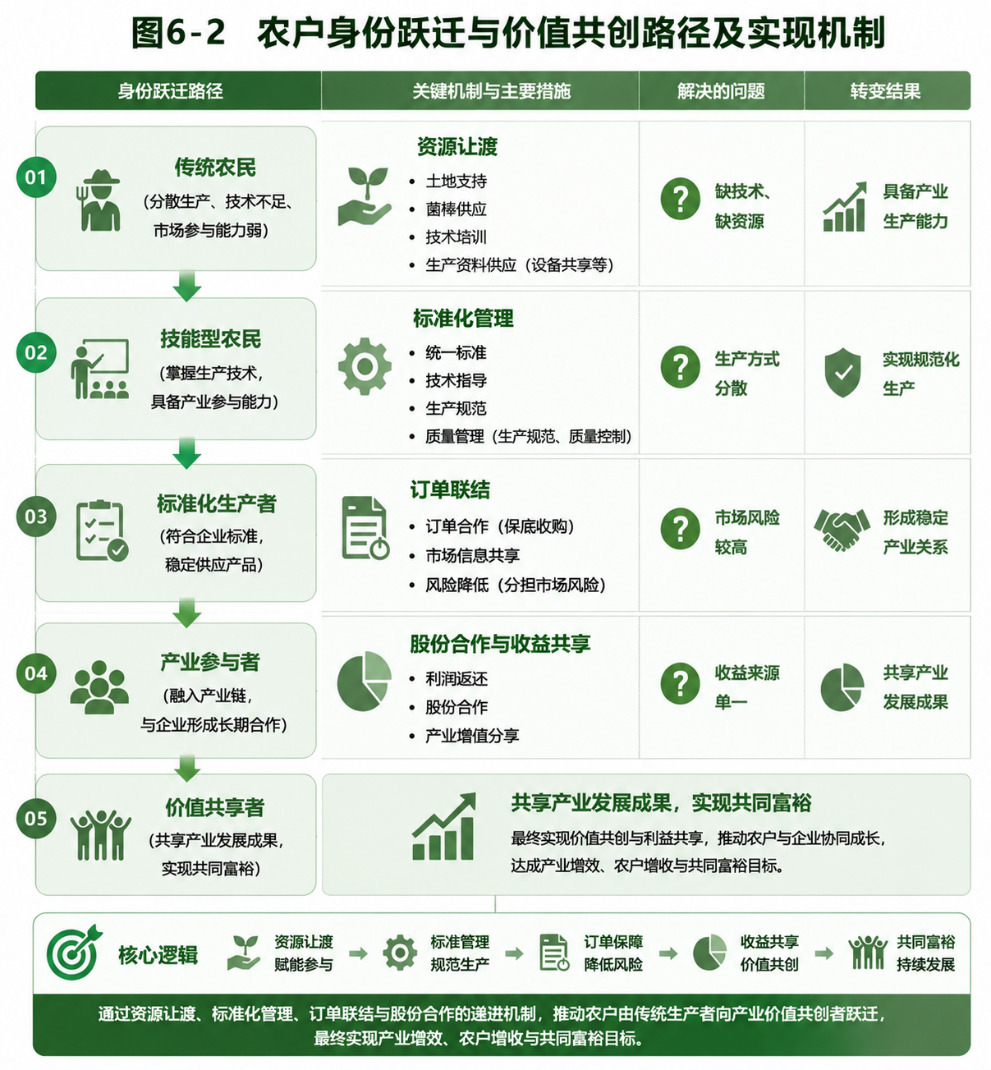 图6-2 农户身份跃迁与价值共创路径及实现机制
身份跃迁路径
关键机制与主要措施
解决的问题
转变结果
01
传统农民
（分散生产、技术不足、
市场参与能力弱）
资源让渡
• 土地支持
• 菌棒供应
• 技术培训
• 生产资料供应（设备共享等）
?
缺技术、
缺资源
具备产业
生产能力
02
技能型农民
（掌握生产技术，
具备产业参与能力）
标准化管理
• 统一标准
• 技术指导
• 生产规范
• 质量管理（生产规范、质量控制）
?
生产方式
分散
实现规范化
生产
03
标准化生产者
（符合企业标准，
稳定供应产品）
订单联结
• 订单合作（保底收购）
• 市场信息共享
• 风险降低（分担市场风险）
?
市场风险
较高
形成稳定
产业关系
04
产业参与者
（融入产业链，
与企业形成长期合作）
股份合作与收益共享
• 利润返还
• 股份合作
• 产业增值分享
?
收益来源
单一
共享产业
发展成果
05
价值共享者
（共享产业发展成果，
实现共同富裕）
共享产业发展成果，实现共同富裕
最终实现价值共创与利益共享，推动农户与企业协同成长，
达成产业增效、农户增收与共同富裕目标。
核心逻辑
资源让渡
赋能参与
标准管理
规范生产
订单保障
降低风险
收益共享
价值共创
共同富裕
持续发展
通过资源让渡、标准化管理、订单联结与股份合作的递进机制，推动农户由传统生产者向产业价值共创者跃迁，
最终实现产业增效、农户增收与共同富裕目标。